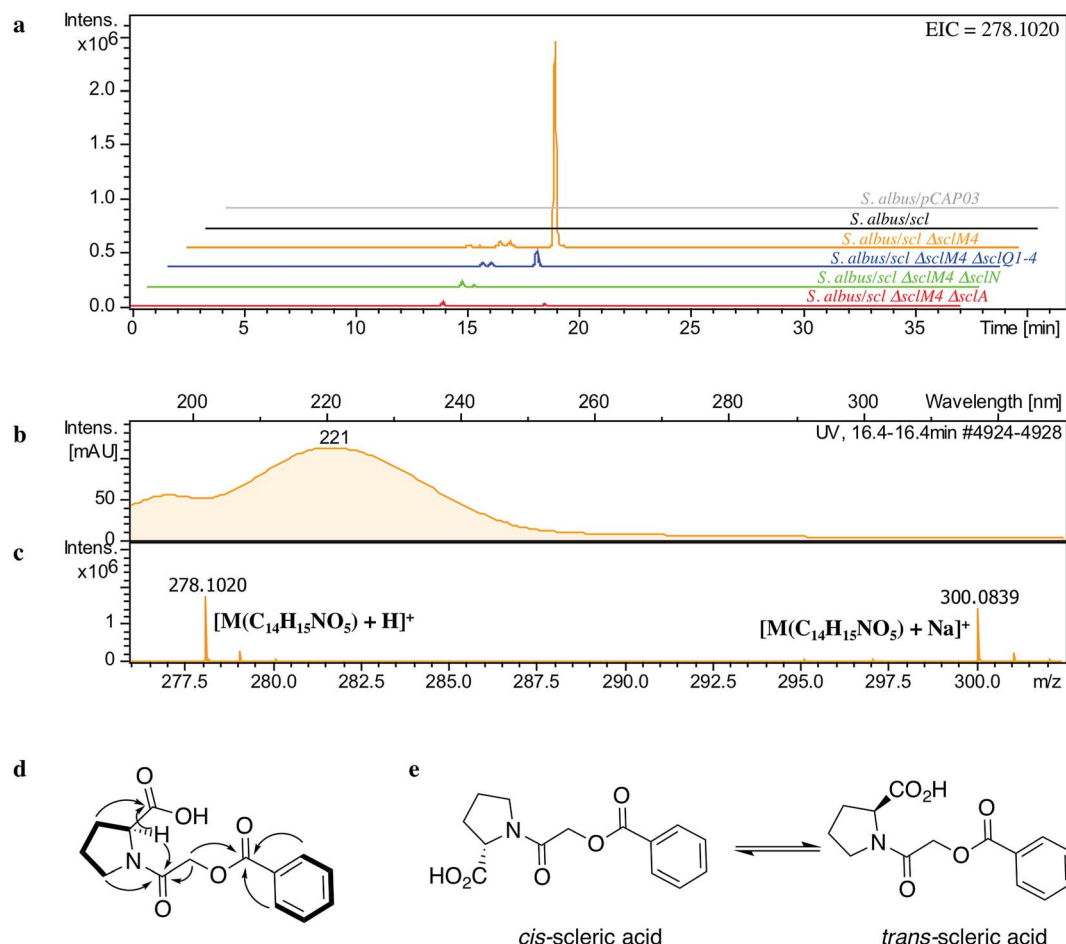 a
Intens.
x10⁶
EIC = 278.1020
2.0
1.5
1.0
0.5
0.0
S. albus/pCAP03
S. albus/scl
S. albus/scl ΔsclM4
S. albus/scl ΔsclM4 ΔsclQ1-4
S. albus/scl ΔsclM4 ΔsclN
S. albus/scl ΔsclM4 ΔsclA
0 5 10 15 20 25 30 35 Time [min]
200 220 240 260 280 300 Wavelength [nm]
b
Intens.
[mAU]
UV, 16.4-16.4min #4924-4928
221
50
0
c
Intens.
x10⁶
278.1020
300.0839
[M(C₁₄H₁₅NO₅) + H]⁺
[M(C₁₄H₁₅NO₅) + Na]⁺
1
0
277.5 280.0 282.5 285.0 287.5 290.0 292.5 295.0 297.5 300.0 m/z
d
O
OH
H
N
O
O
O
e
O
N
O
HO₂C
O
cis-scleric acid
CO₂H
O
N
O
O
trans-scleric acid